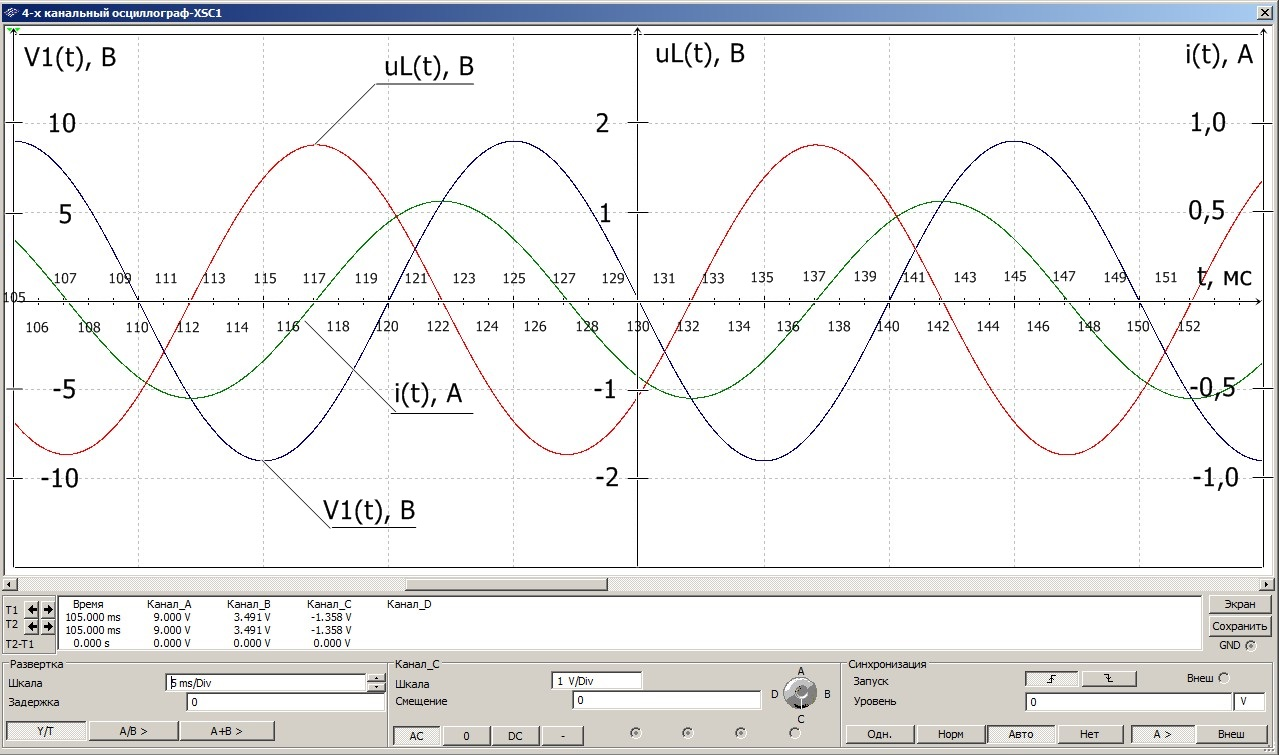 4-х канальный осциллограф-XSC1
V1(t), В
uL(t), В
uL(t), В
i(t), А
10
2
1,0
5
1
0,5
107 109 111 113 115 117 119 121 123 125 127 129 131 133 135 137 139 141 143 145 147 149 151
t, мс
105
106 108 110 112 114 116 118 120 122 124 126 128 130 132 134 136 138 140 142 144 146 148 150 152
-5
i(t), А
-1
-0,5
-10
-2
-1,0
V1(t), В
T1
T2
T2-T1
Время Канал_A Канал_B Канал_C Канал_D
105.000 ms 9.000 V 3.491 V -1.358 V
105.000 ms 9.000 V 3.491 V -1.358 V
0.000 s 0.000 V 0.000 V 0.000 V
Экран
Сохранить
GND
Развертка
Шкала 5 ms/Div
Задержка 0
Y/T A/B > A+B >
Канал_C
Шкала 1 V/Div
Смещение 0
A
D B
C
AC 0 DC -
Синхронизация
Запуск Внеш
Уровень 0 V
Одн. Норм Авто Нет A > Внеш